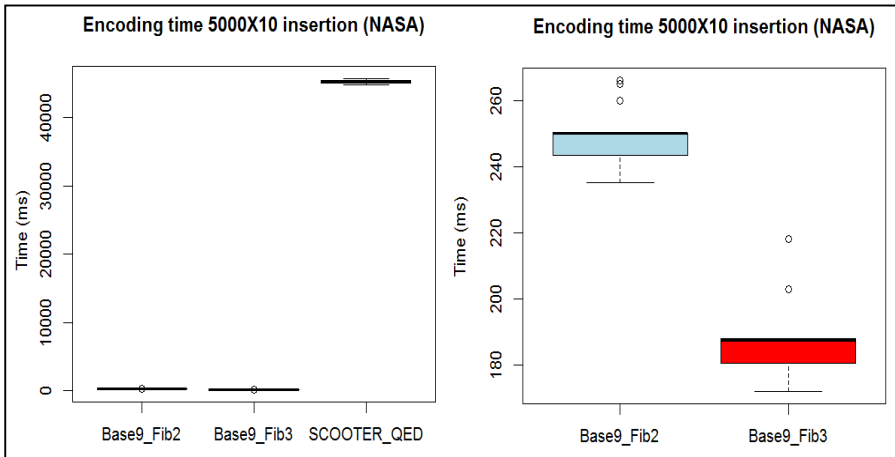 Encoding time 5000X10 insertion (NASA)
Time (ms)
40000
30000
20000
10000
0
Base9_Fib2 Base9_Fib3 SCOOTER_QED
Encoding time 5000X10 insertion (NASA)
Time (ms)
260
240
220
200
180
Base9_Fib2 Base9_Fib3